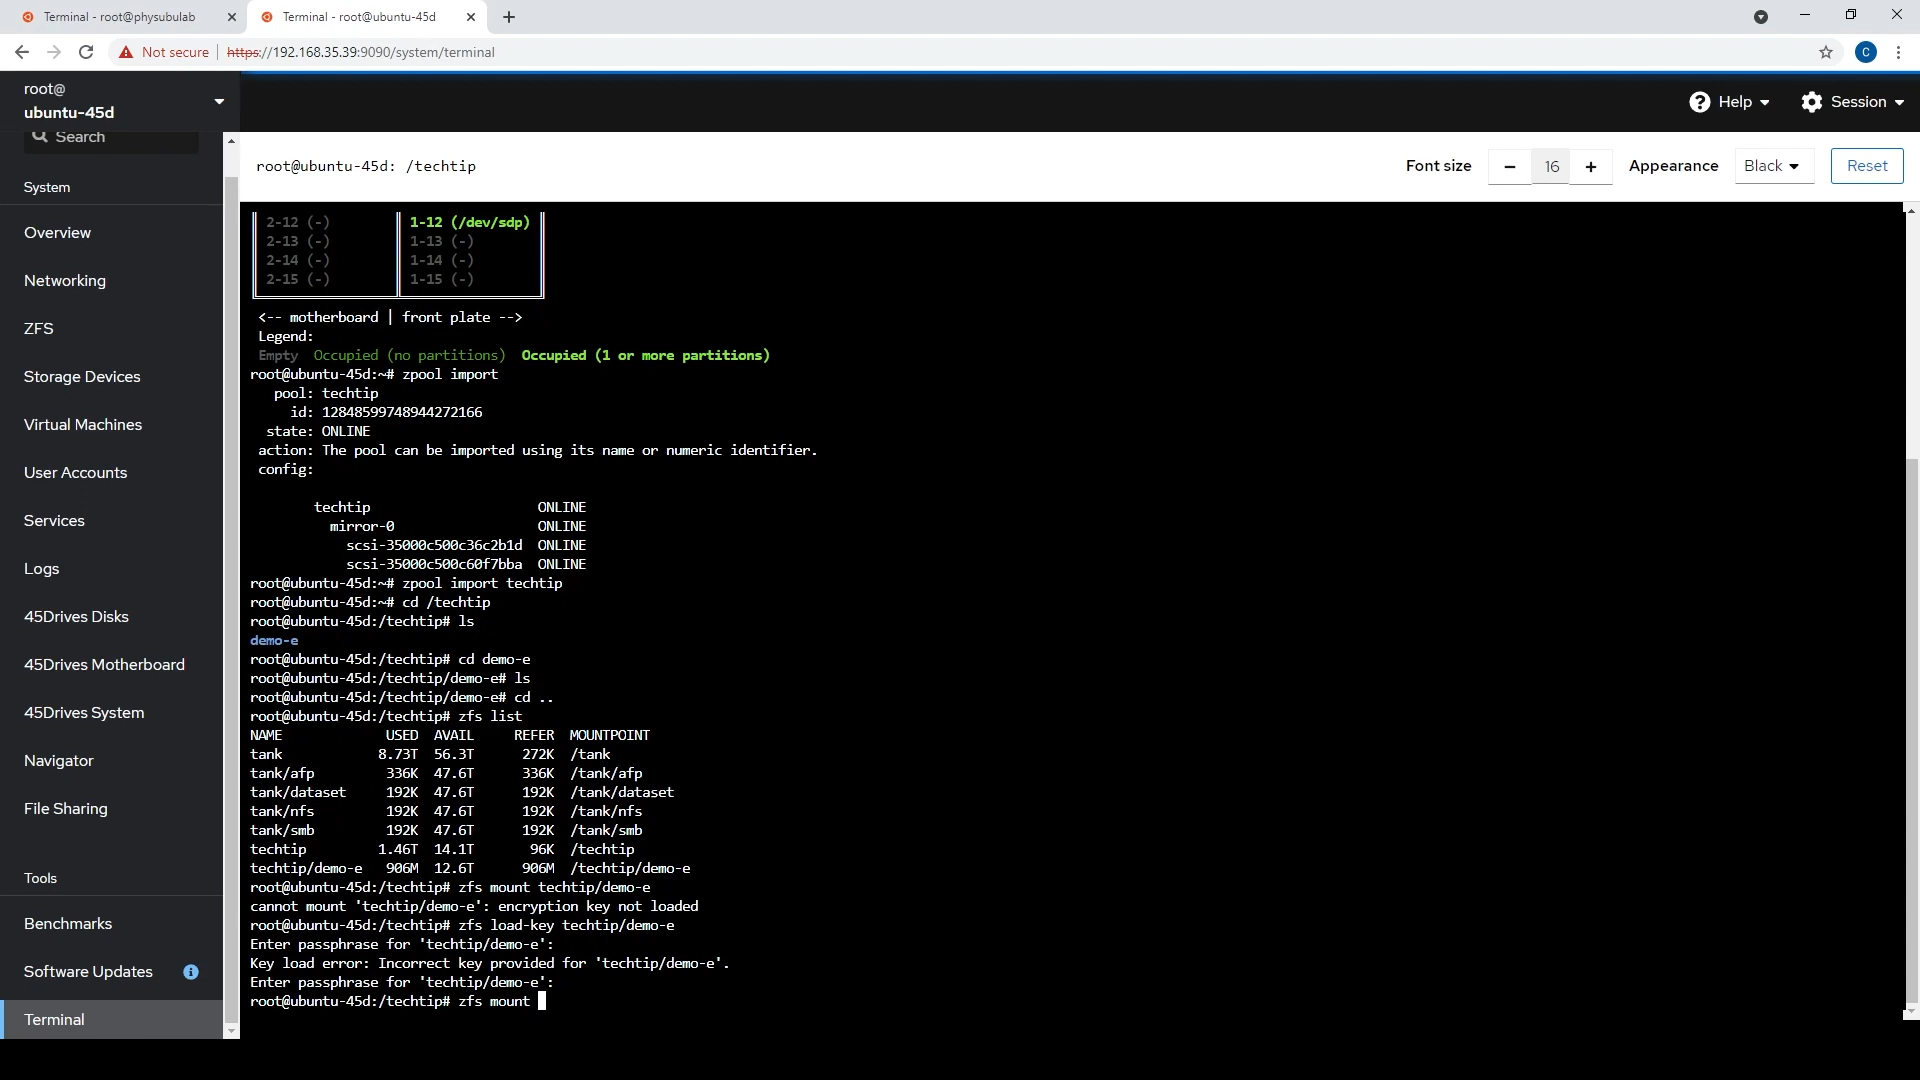 Terminal - root@physubulab
Terminal - root@ubuntu-45d
Not secure
https://192.168.35.39:9090/system/terminal
C
root@
ubuntu-45d
Help
Session
Search
System
Overview
Networking
ZFS
Storage Devices
Virtual Machines
User Accounts
Services
Logs
45Drives Disks
45Drives Motherboard
45Drives System
Navigator
File Sharing
Tools
Benchmarks
Software Updates
Terminal
root@ubuntu-45d: /techtip
Font size - 16 + Appearance Black Reset
2-12 (-) 1-12 (/dev/sdp)
2-13 (-) 1-13 (-)
2-14 (-) 1-14 (-)
2-15 (-) 1-15 (-)
<-- motherboard | front plate -->
Legend:
Empty Occupied (no partitions) Occupied (1 or more partitions)
root@ubuntu-45d:~# zpool import
pool: techtip
id: 12848599748944272166
state: ONLINE
action: The pool can be imported using its name or numeric identifier.
config:
techtip ONLINE
mirror-0 ONLINE
scsi-35000c500c36c2b1d ONLINE
scsi-35000c500c60f7bba ONLINE
root@ubuntu-45d:~# zpool import techtip
root@ubuntu-45d:~# cd /techtip
root@ubuntu-45d:/techtip# ls
demo-e
root@ubuntu-45d:/techtip# cd demo-e
root@ubuntu-45d:/techtip/demo-e# ls
root@ubuntu-45d:/techtip/demo-e# cd ..
root@ubuntu-45d:/techtip# zfs list
NAME USED AVAIL REFER MOUNTPOINT
tank 8.73T 56.3T 272K /tank
tank/afp 336K 47.6T 336K /tank/afp
tank/dataset 192K 47.6T 192K /tank/dataset
tank/nfs 192K 47.6T 192K /tank/nfs
tank/smb 192K 47.6T 192K /tank/smb
techtip 1.46T 14.1T 96K /techtip
techtip/demo-e 906M 12.6T 906M /techtip/demo-e
root@ubuntu-45d:/techtip# zfs mount techtip/demo-e
cannot mount 'techtip/demo-e': encryption key not loaded
root@ubuntu-45d:/techtip# zfs load-key techtip/demo-e
Enter passphrase for 'techtip/demo-e':
Key load error: Incorrect key provided for 'techtip/demo-e'.
Enter passphrase for 'techtip/demo-e':
root@ubuntu-45d:/techtip# zfs mount